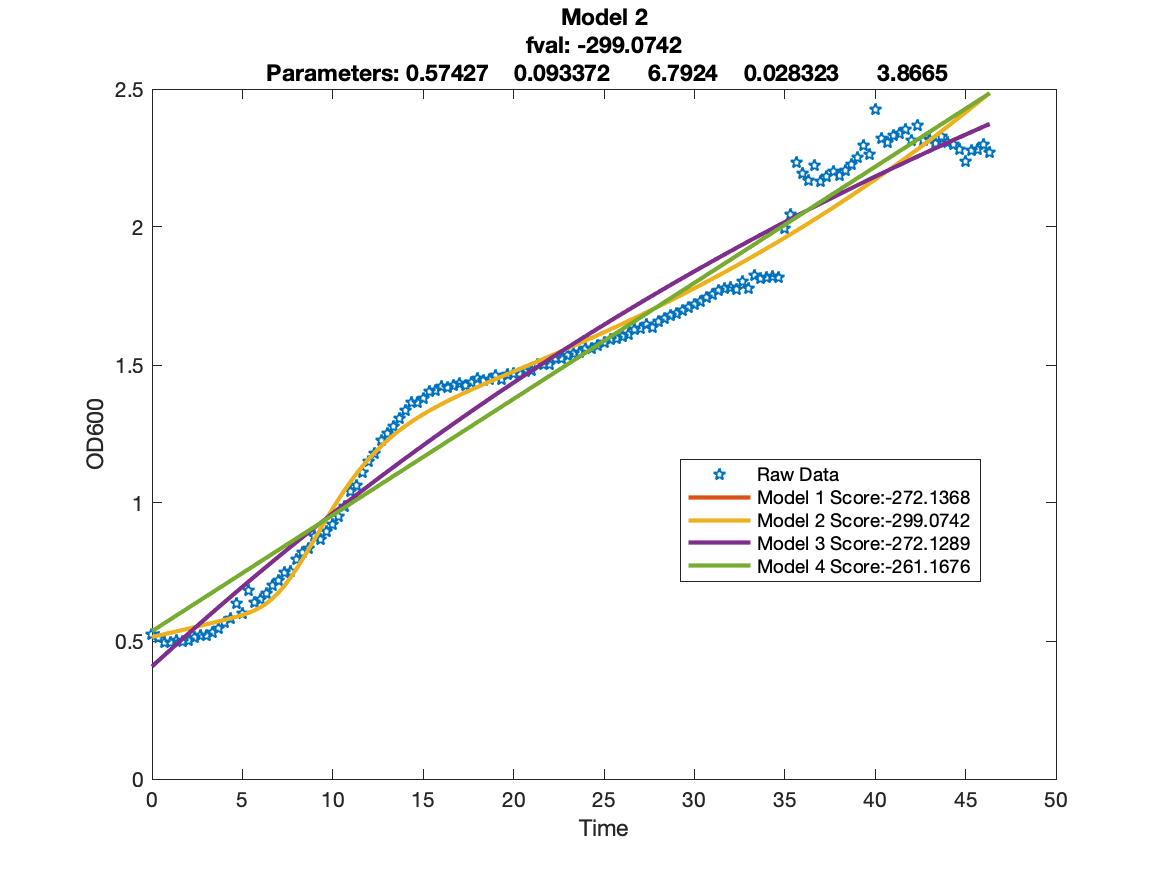 Model 2
fval: -299.0742
Parameters: 0.57427 0.093372 6.7924 0.028323 3.8665
2.5
2
1.5
1
0.5
0
OD600
Raw Data
Model 1 Score:-272.1368
Model 2 Score:-299.0742
Model 3 Score:-272.1289
Model 4 Score:-261.1676
0 5 10 15 20 25 30 35 40 45 50
Time